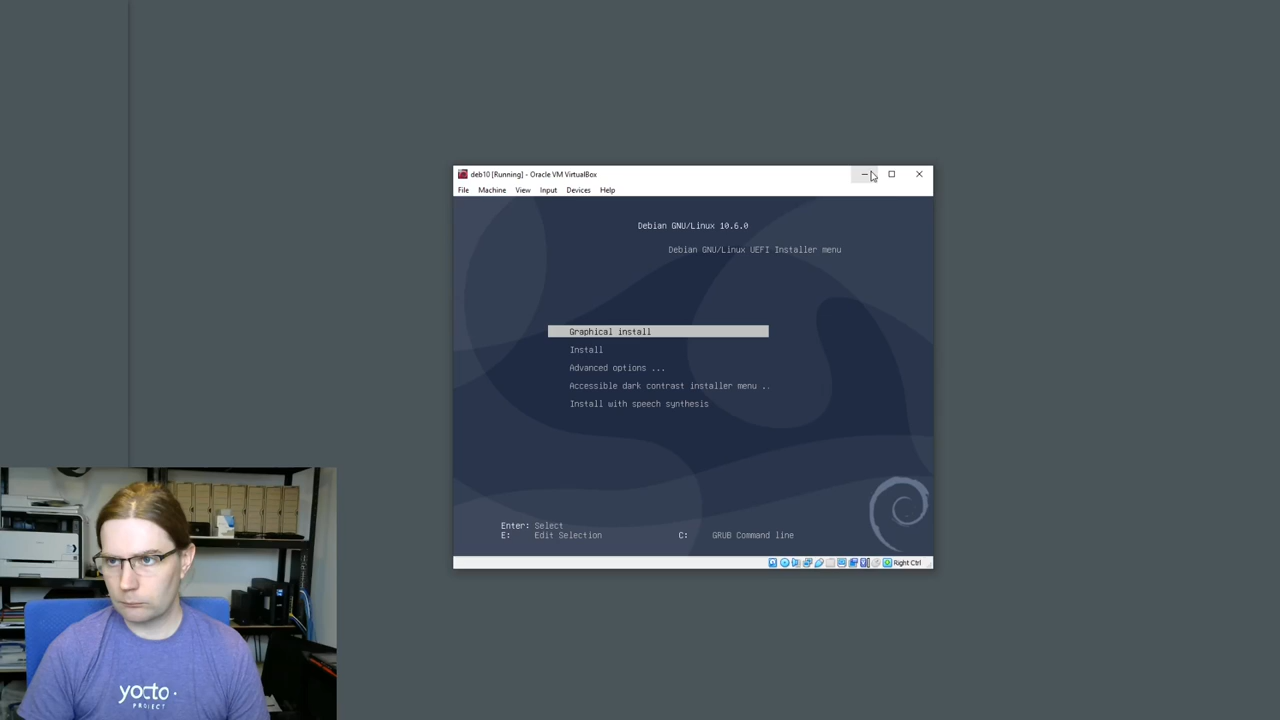 deb10 [Running] - Oracle VM VirtualBox
File Machine View Input Devices Help
Debian GNU/Linux 10.6.0
Debian GNU/Linux UEFI Installer menu
Graphical install
Install
Advanced options ...
Accessible dark contrast installer menu ..
Install with speech synthesis
Enter: Select
E: Edit Selection C: GRUB Command line
Right Ctrl
yocto
PROJECT